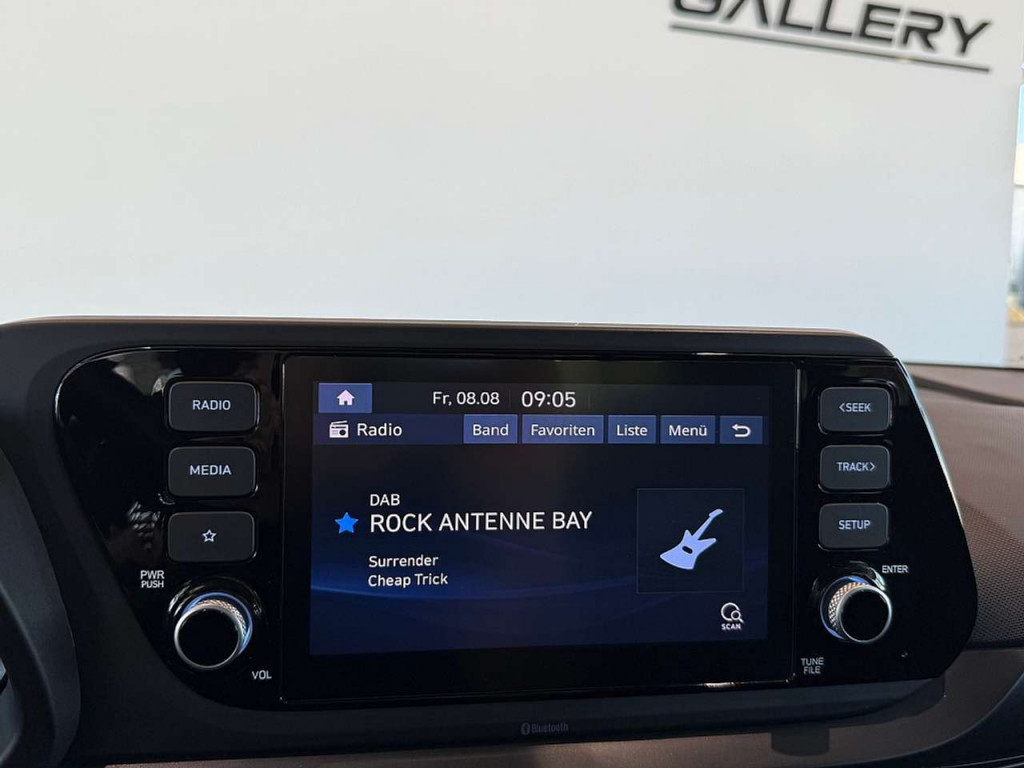 GALLERY
RADIO
MEDIA
PWR
PUSH
VOL
Fr, 08.08 09:05
Radio Band Favoriten Liste Menü
DAB
ROCK ANTENNE BAY
Surrender
Cheap Trick
SCAN
<SEEK
TRACK>
SETUP
ENTER
TUNE
FILE
Bluetooth